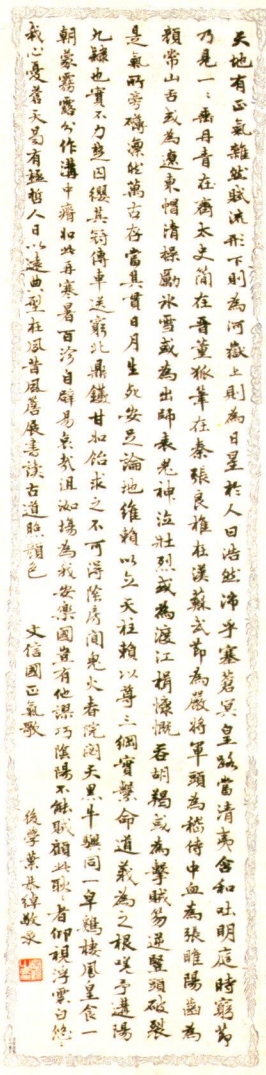 天地有正氣雜然賦流形下則為河嶽上則為日星於人曰浩然沛乎塞蒼冥皇路當清夷含和吐明庭時窮節
乃見一々垂丹青在齊太史簡在晉董狐筆在秦張良椎在漢蘇武節為嚴將軍頭為嵇侍中血為張睢陽齒為
顏常山舌或為遼東帽清操勵冰雪或為出師表鬼神泣壯烈或為渡江楫慷慨吞胡羯或為擊賊笏逆豎頭破裂
是氣所旁礴凜然萬古存當其貫日月生死安足論地維賴以立天柱賴以尊三綱實繫命道義為之根嗟予遘陽
九隸也實不力楚囚纓其冠傳車送窮北鼎鑊甘如飴求之不可得陰房闃鬼火春院閟天黑牛驥同一皁雞棲鳳皇食一
朝蒙霧露分作溝中瘠如此再寒暑百沴自辟易哀哉沮洳場為我安樂國豈有他謬巧陰陽不能賊顧此耿々者仰視浮雲白悠々
我心憂蒼天曷有極哲人日以遠典型在夙昔風簷展書讀古道照顏色
文信國正氣歌
後學黃敬录